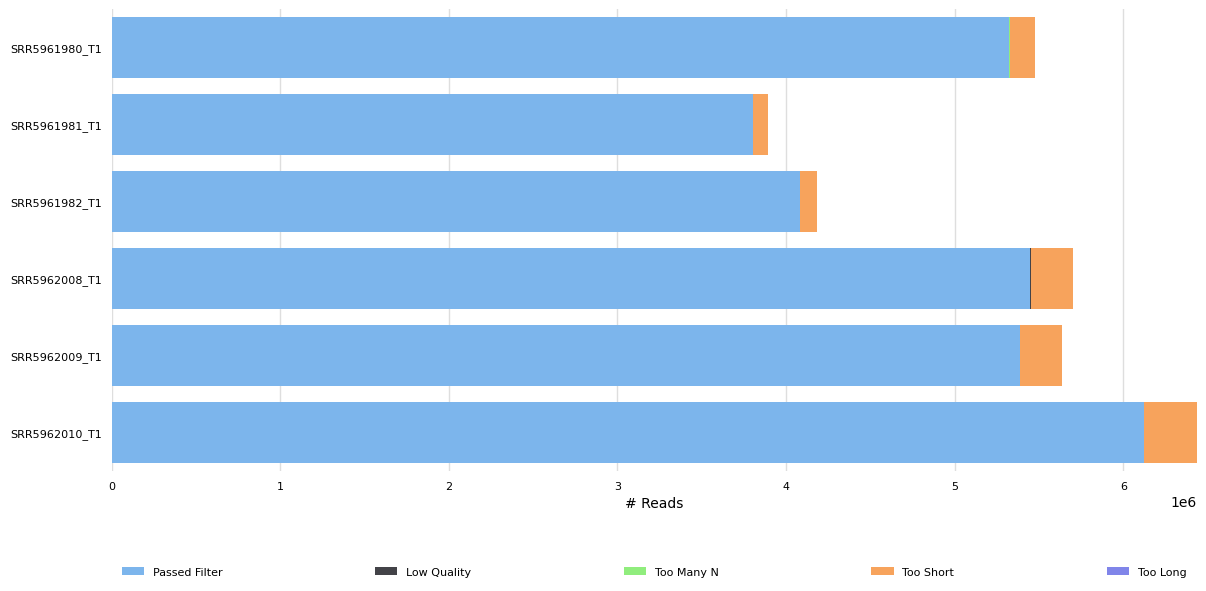 SRR5961980_T1
SRR5961981_T1
SRR5961982_T1
SRR5962008_T1
SRR5962009_T1
SRR5962010_T1
0 1 2 3 4 5 6
# Reads
1e6
Passed Filter Low Quality Too Many N Too Short Too Long